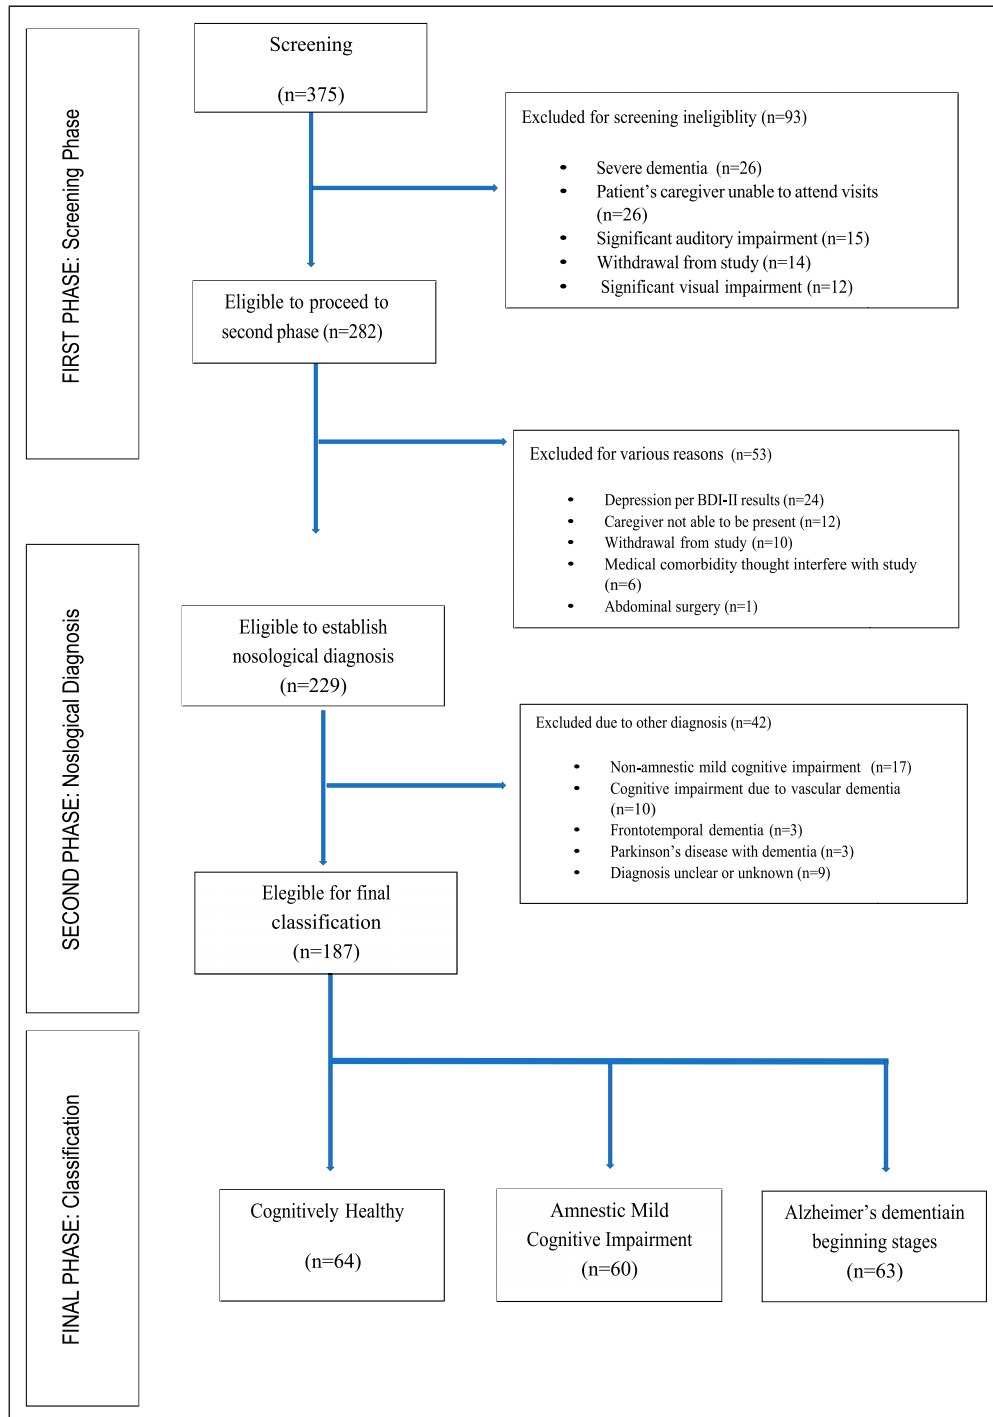 FIRST PHASE: Screening Phase
Screening
(n=375)
Excluded for screening ineligiblity (n=93)
• Severe dementia (n=26)
• Patient's caregiver unable to attend visits
(n=26)
• Significant auditory impairment (n=15)
• Withdrawal from study (n=14)
• Significant visual impairment (n=12)
Eligible to proceed to
second phase (n=282)
Excluded for various reasons (n=53)
• Depression per BDI-II results (n=24)
• Caregiver not able to be present (n=12)
• Withdrawal from study (n=10)
• Medical comorbidity thought interfere with study
(n=6)
• Abdominal surgery (n=1)
SECOND PHASE: Noslogical Diagnosis
Eligible to establish
nosological diagnosis
(n=229)
Excluded due to other diagnosis (n=42)
• Non-amnestic mild cognitive impairment (n=17)
• Cognitive impairment due to vascular dementia
(n=10)
• Frontotemporal dementia (n=3)
• Parkinson's disease with dementia (n=3)
• Diagnosis unclear or unknown (n=9)
Elegible for final
classification
(n=187)
FINAL PHASE: Classification
Cognitively Healthy
(n=64)
Amnestic Mild
Cognitive Impairment
(n=60)
Alzheimer's dementiain
beginning stages
(n=63)